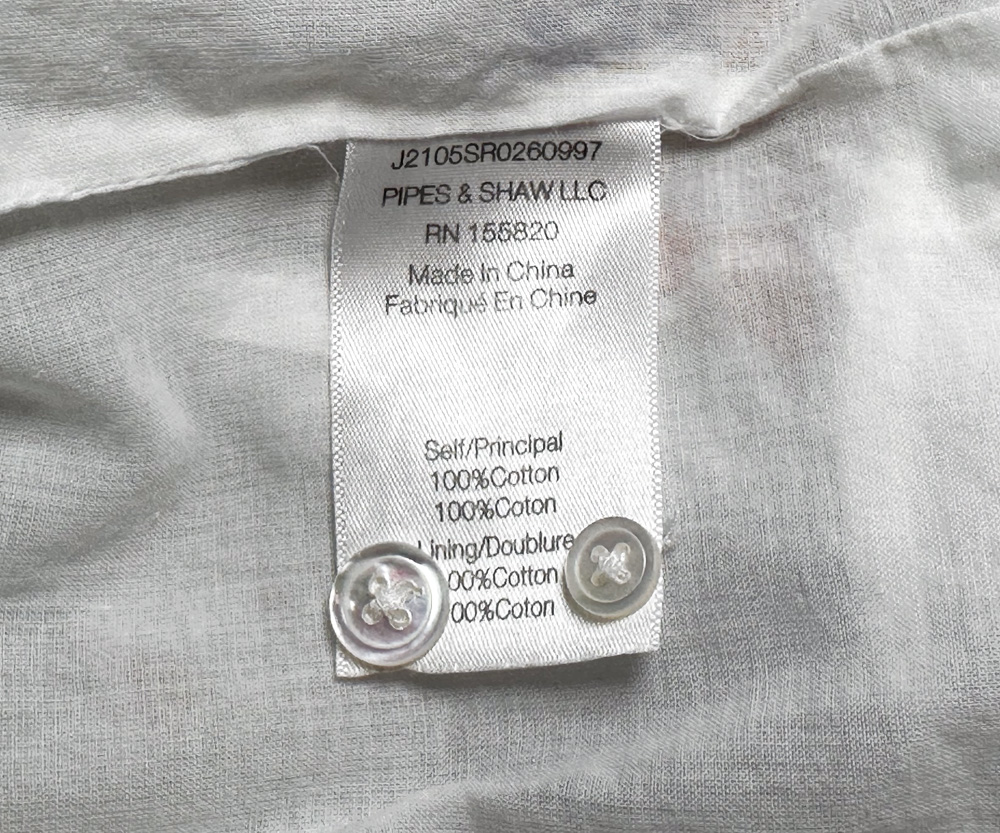 J2105SR0260997
PIPES & SHAW LLC
RN 155820
Made In China
Fabriqué En Chine
Self/Principal
100%Cotton
100%Coton
Lining/Doublure
00%Cotton
00%Coton